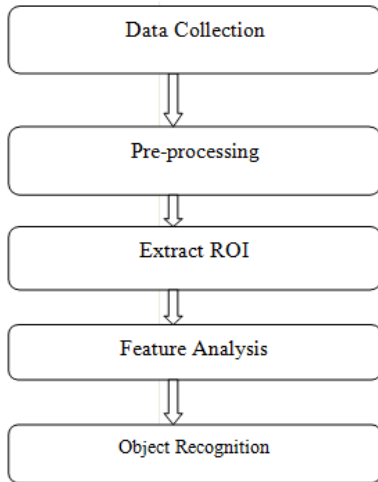 Data Collection
Pre-processing
Extract ROI
Feature Analysis
Object Recognition